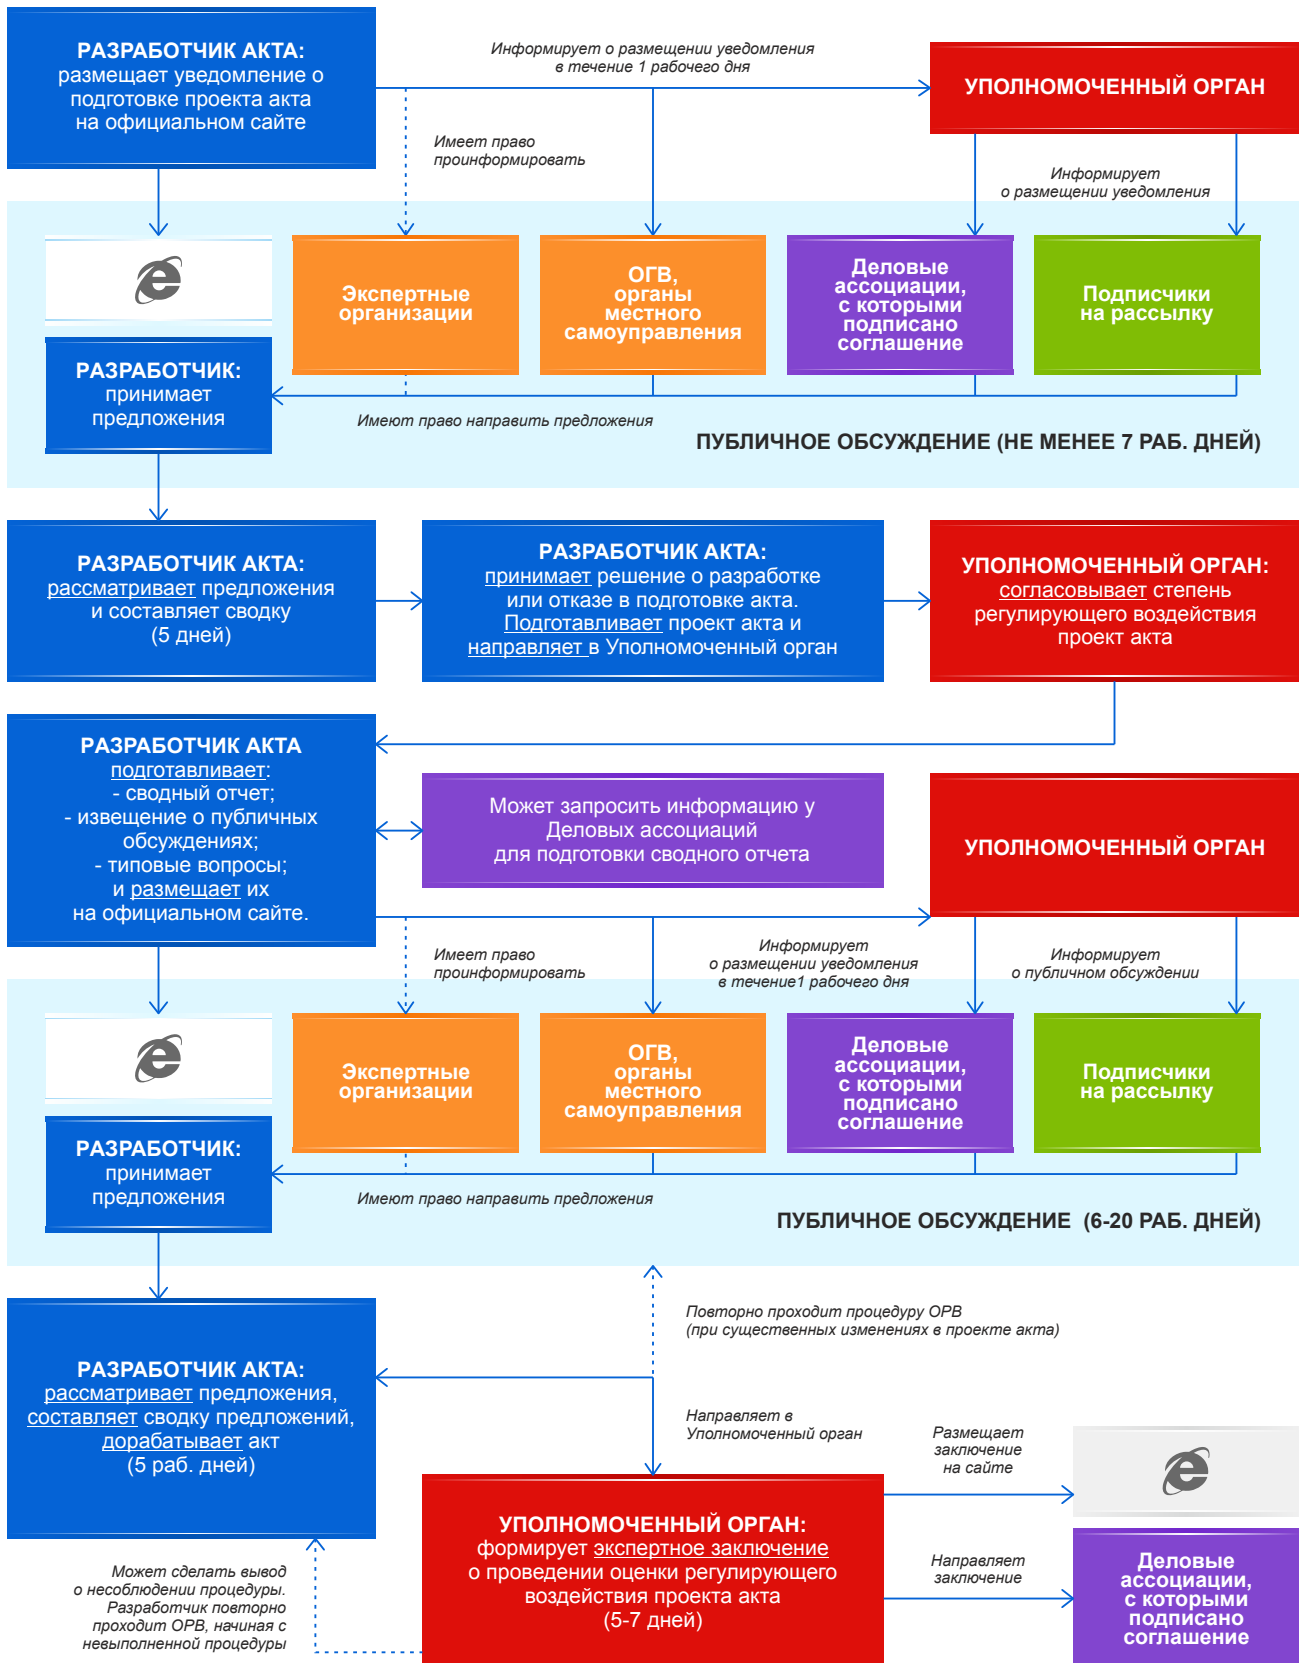 РАЗРАБОТЧИК АКТА:
размещает уведомление о
подготовке проекта акта
на официальном сайте
Информирует о размещении уведомления
в течение 1 рабочего дня
УПОЛНОМОЧЕННЫЙ ОРГАН
Имеет право
проинформировать
Информирует
о размещении уведомления
Экспертные
организации
ОГВ,
органы
местного
самоуправления
Деловые
ассоциации,
с которыми
подписано
соглашение
Подписчики
на рассылку
РАЗРАБОТЧИК:
принимает
предложения
Имеют право направить предложения
ПУБЛИЧНОЕ ОБСУЖДЕНИЕ (НЕ МЕНЕЕ 7 РАБ. ДНЕЙ)
РАЗРАБОТЧИК АКТА:
рассматривает предложения
и составляет сводку
(5 дней)
РАЗРАБОТЧИК АКТА:
принимает решение о разработке
или отказе в подготовке акта.
Подготавливает проект акта и
направляет в Уполномоченный орган
УПОЛНОМОЧЕННЫЙ ОРГАН:
согласовывает степень
регулирующего воздействия
проект акта
РАЗРАБОТЧИК АКТА
подготавливает:
- сводный отчет;
- извещение о публичных
обсуждениях;
- типовые вопросы;
и размещает их
на официальном сайте.
Может запросить информацию у
Деловых ассоциаций
для подготовки сводного отчета
УПОЛНОМОЧЕННЫЙ ОРГАН
Имеет право
проинформировать
Информирует
о размещении уведомления
в течение1 рабочего дня
Информирует
о публичном обсуждении
Экспертные
организации
ОГВ,
органы
местного
самоуправления
Деловые
ассоциации,
с которыми
подписано
соглашение
Подписчики
на рассылку
РАЗРАБОТЧИК:
принимает
предложения
Имеют право направить предложения
ПУБЛИЧНОЕ ОБСУЖДЕНИЕ (6-20 РАБ. ДНЕЙ)
Повторно проходит процедуру ОРВ
(при существенных изменениях в проекте акта)
РАЗРАБОТЧИК АКТА:
рассматривает предложения,
составляет сводку предложений,
дорабатывает акт
(5 раб. дней)
Направляет в
Уполномоченный орган
Размещает
заключение
на сайте
УПОЛНОМОЧЕННЫЙ ОРГАН:
формирует экспертное заключение
о проведении оценки регулирующего
воздействия проекта акта
(5-7 дней)
Направляет
заключение
Деловые
ассоциации,
с которыми
подписано
соглашение
Может сделать вывод
о несоблюдении процедуры.
Разработчик повторно
проходит ОРВ, начиная с
невыполненной процедуры